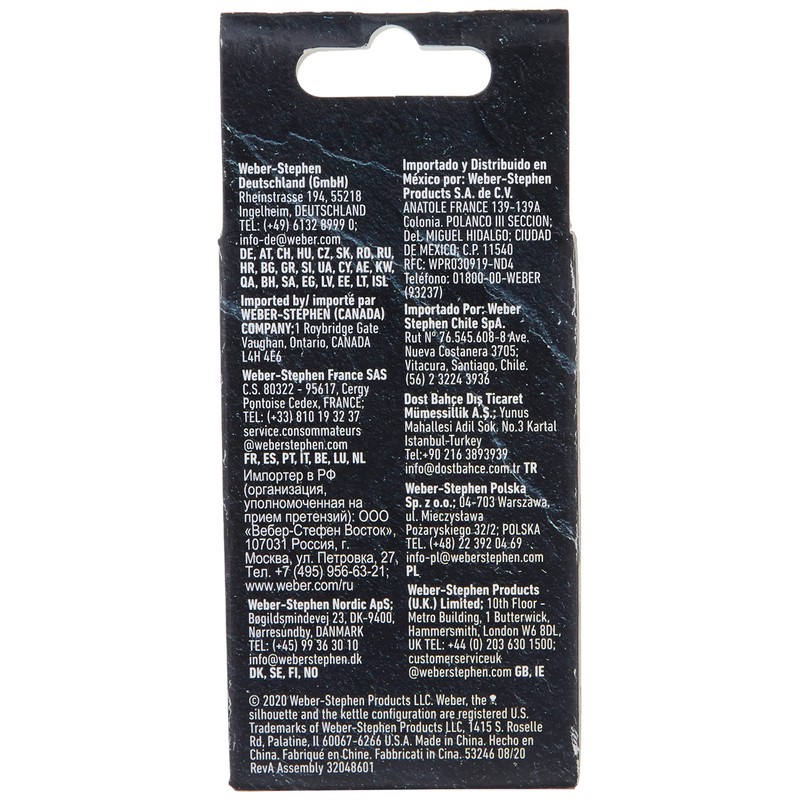 Weber-Stephen
Deutschland (GmbH)
Rheinstrasse 194, 55218
Ingelheim, DEUTSCHLAND
TEL: (+49) 6132 8999 0;
info-de@weber.com
DE, AT, CH, HU, CZ, SK, RO, RU,
HR, BG, GR, SI, UA, CY, AE, KW,
QA, BH, SA, EG, LV, EE, LT, ISL
Imported by/ importé par
WEBER-STEPHEN (CANADA)
COMPANY;1 Roybridge Gate
Vaughan, Ontario, CANADA
L4H 4E6
Weber-Stephen France SAS
C.S. 80322 - 95617, Cergy
Pontoise Cedex, FRANCE;
TEL: (+33) 810 19 32 37
service.consommateurs
@weberstephen.com
FR, ES, PT, IT, BE, LU, NL
Импортер в РФ
(организация,
уполномоченная на
прием претензий): ООО
«Вебер-Стефен Восток»,
107031 Россия, г.
Москва, ул. Петровка, 27,
Тел. +7 (495) 956-63-21;
www.weber.com/ru
Weber-Stephen Nordic ApS;
Bøgildsmindevej 23, DK-9400,
Nørresundby, DANMARK
TEL: (+45) 99 36 30 10
info@weberstephen.dk
DK, SE, FI, NO
Importado y Distribuido en
México por: Weber-Stephen
Products S.A. de C.V.
ANATOLE FRANCE 139-139A
Colonia. POLANCO III SECCION;
Del. MIGUEL HIDALGO; CIUDAD
DE MEXICO; C.P. 11540
RFC: WPR030919-ND4
Teléfono: 01800-00-WEBER
(93237)
Importado Por: Weber
Stephen Chile SpA.
Rut N° 76.545.608-8 Ave.
Nueva Costanera 3705;
Vitacura, Santiago, Chile.
(56) 2 3224 3936
Dost Bahçe Dış Ticaret
Mümessillik A.Ş.; Yunus
Mahallesi Adil Sok. No.3 Kartal
Istanbul-Turkey
Tel:+90 216 3893939
info@dostbahce.com.tr TR
Weber-Stephen Polska
Sp. z o.o.; 04-703 Warszawa,
ul. Mieczysława
Pożaryskiego 32/2; POLSKA
TEL. (+48) 22 392 04 69
info-pl@weberstephen.com
PL
Weber-Stephen Products
(U.K.) Limited; 10th Floor -
Metro Building, 1 Butterwick,
Hammersmith, London W6 8DL,
UK TEL: +44 (0) 203 630 1500;
customerserviceuk
@weberstephen.com GB, IE
© 2020 Weber-Stephen Products LLC. Weber, the
silhouette and the kettle configuration are registered U.S.
Trademarks of Weber-Stephen Products LLC, 1415 S. Roselle
Rd, Palatine, Il 60067-6266 U.S.A. Made in China. Hecho en
China. Fabriqué en Chine. Fabbricati in Cina. 53246 08/20
RevA Assembly 32048601